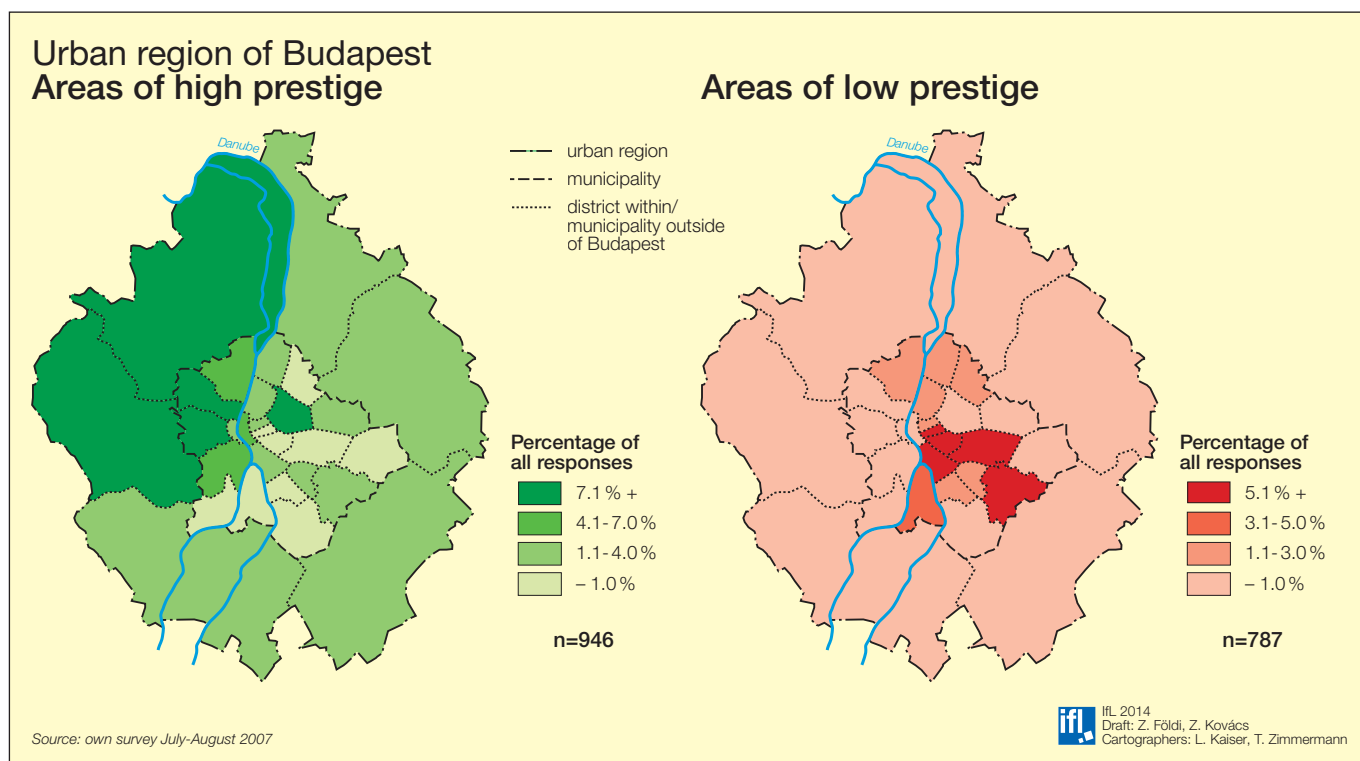 Urban region of Budapest
Areas of high prestige
Areas of low prestige
Danube
urban region
municipality
district within/
municipality outside
of Budapest
Danube
Percentage of
all responses
7.1 % +
4.1-7.0 %
1.1-4.0 %
– 1.0 %
n=946
Percentage of
all responses
5.1 % +
3.1-5.0 %
1.1-3.0 %
– 1.0 %
n=787
Source: own survey July-August 2007
ifl
IfL 2014
Draft: Z. Földi, Z. Kovács
Cartographers: L. Kaiser, T. Zimmermann